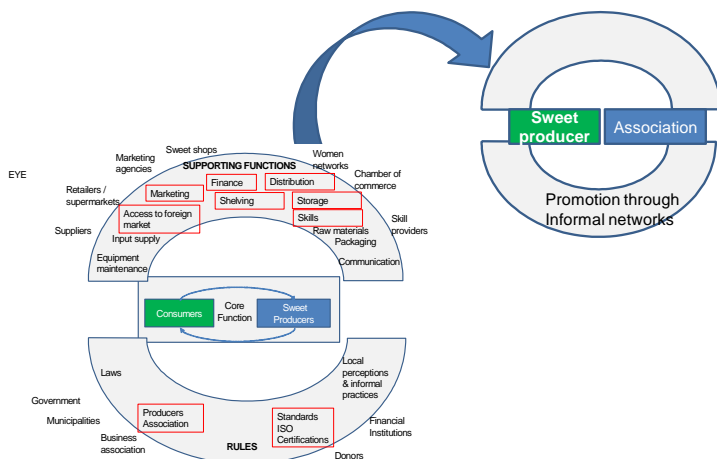 EYE
Sweet shops
Marketing
agencies
SUPPORTING FUNCTIONS
Women
networks
Chamber of
commerce
Retailers /
supermarkets
Marketing
Finance
Distribution
Shelving
Storage
Access to foreign
market
Skills
Suppliers
Input supply
Raw materials
Packaging
Skill
providers
Equipment
maintenance
Communication
Consumers
Core
Function
Sweet
Producers
Laws
Local
perceptions
& informal
practices
Government
Municipalities
Business
association
Producers
Association
Standards
ISO
Certifications
Financial
Institutions
RULES
Donors
Sweet
producer
Association
Promotion through
Informal networks